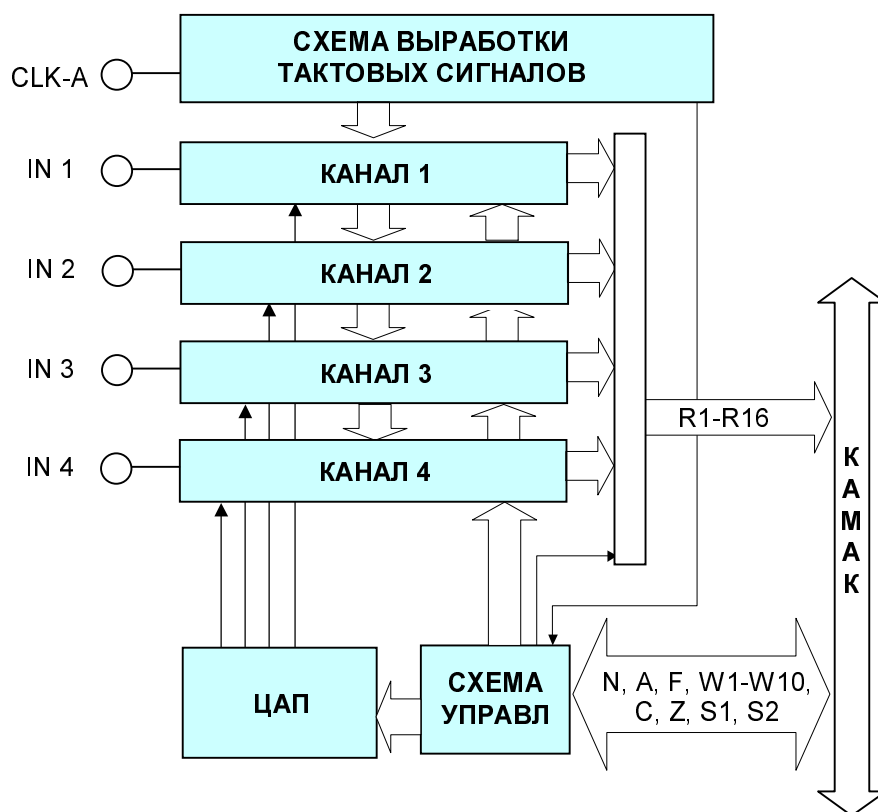 СХЕМА ВЫРАБОТКИ
ТАКТОВЫХ СИГНАЛОВ
CLK-A
IN 1
КАНАЛ 1
IN 2
КАНАЛ 2
IN 3
КАНАЛ 3
R1-R16
IN 4
КАНАЛ 4
КАМАК
ЦАП
СХЕМА
УПРАВЛ
N, A, F, W1-W10,
C, Z, S1, S2